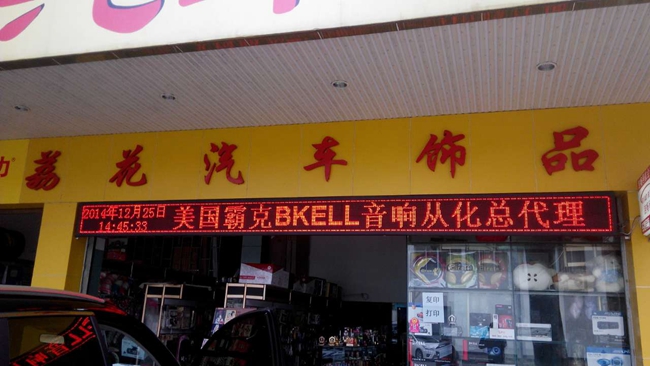 力
荔花汽车饰品
2014年12月25日
14:45:33
美国霸克BKELL音响从化总代理
复印
打印